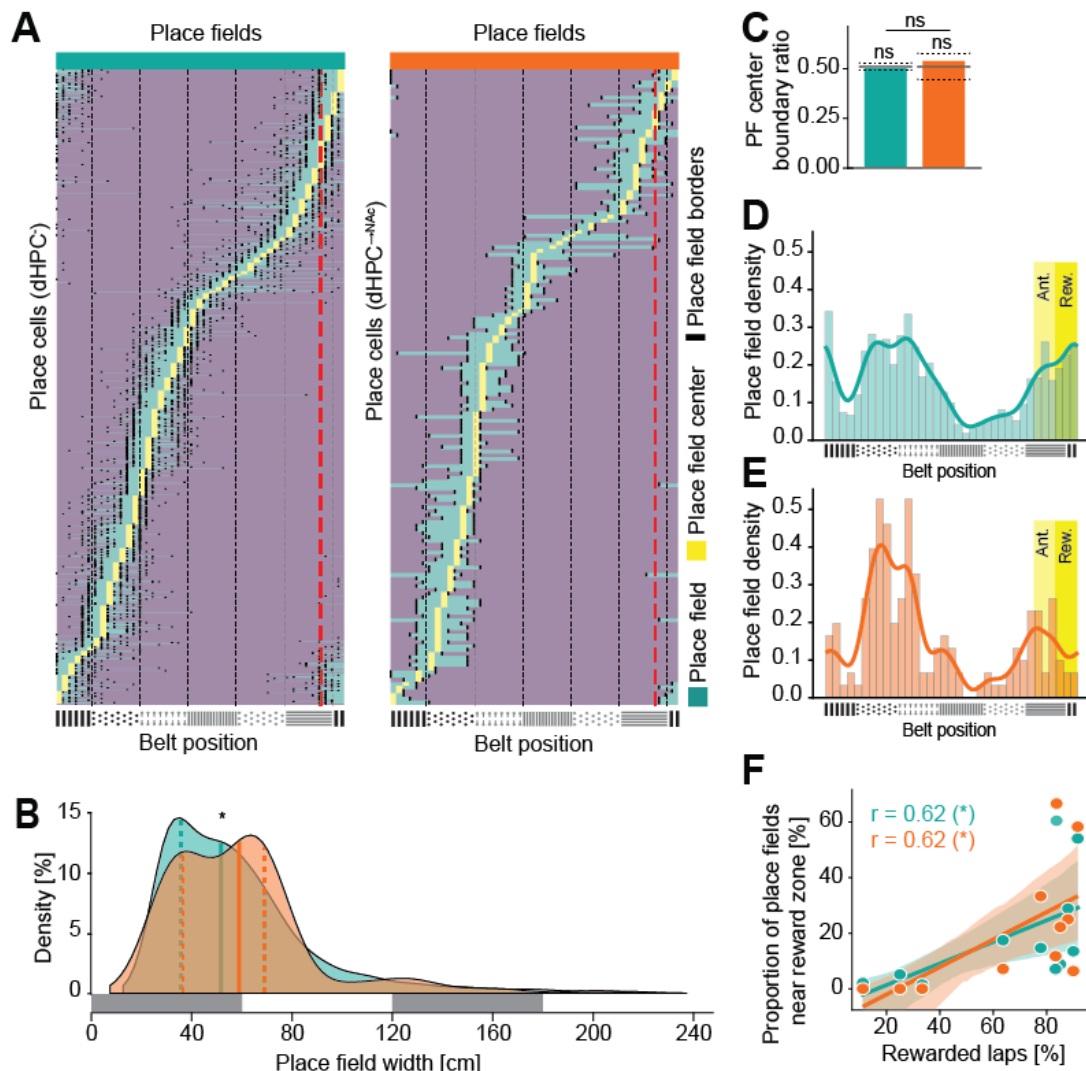 A
Place fields
Place fields
Place cells (dHPC-)
Place cells (dHPC→NAc)
Place field
Place field center
Place field borders
Belt position
Belt position
B
*
Density [%]
15
10
5
0
0
40
80
120
160
200
240
Place field width [cm]
C
ns
ns
ns
PF center
boundary ratio
0.50
0.25
0.00
D
Place field density
0.5
0.4
0.3
0.2
0.1
0.0
Ant.
Rew.
Belt position
E
Place field density
0.5
0.4
0.3
0.2
0.1
0.0
Ant.
Rew.
Belt position
F
Proportion of place fields
near reward zone [%]
60
40
20
0
r = 0.62 (*)
r = 0.62 (*)
20
40
60
80
Rewarded laps [%]